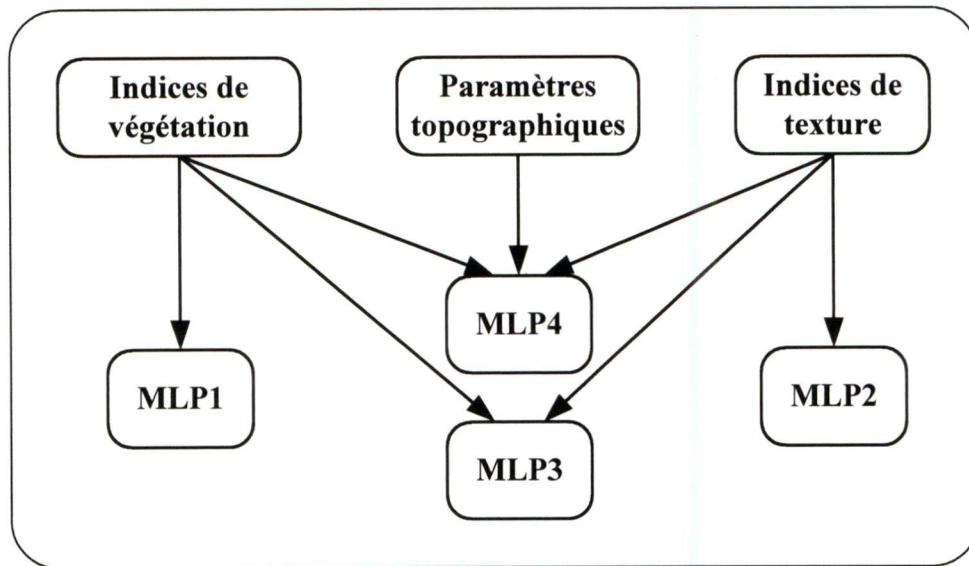 Indices de
végétation
Paramètres
topographiques
Indices de
texture
MLP4
MLP1
MLP2
MLP3